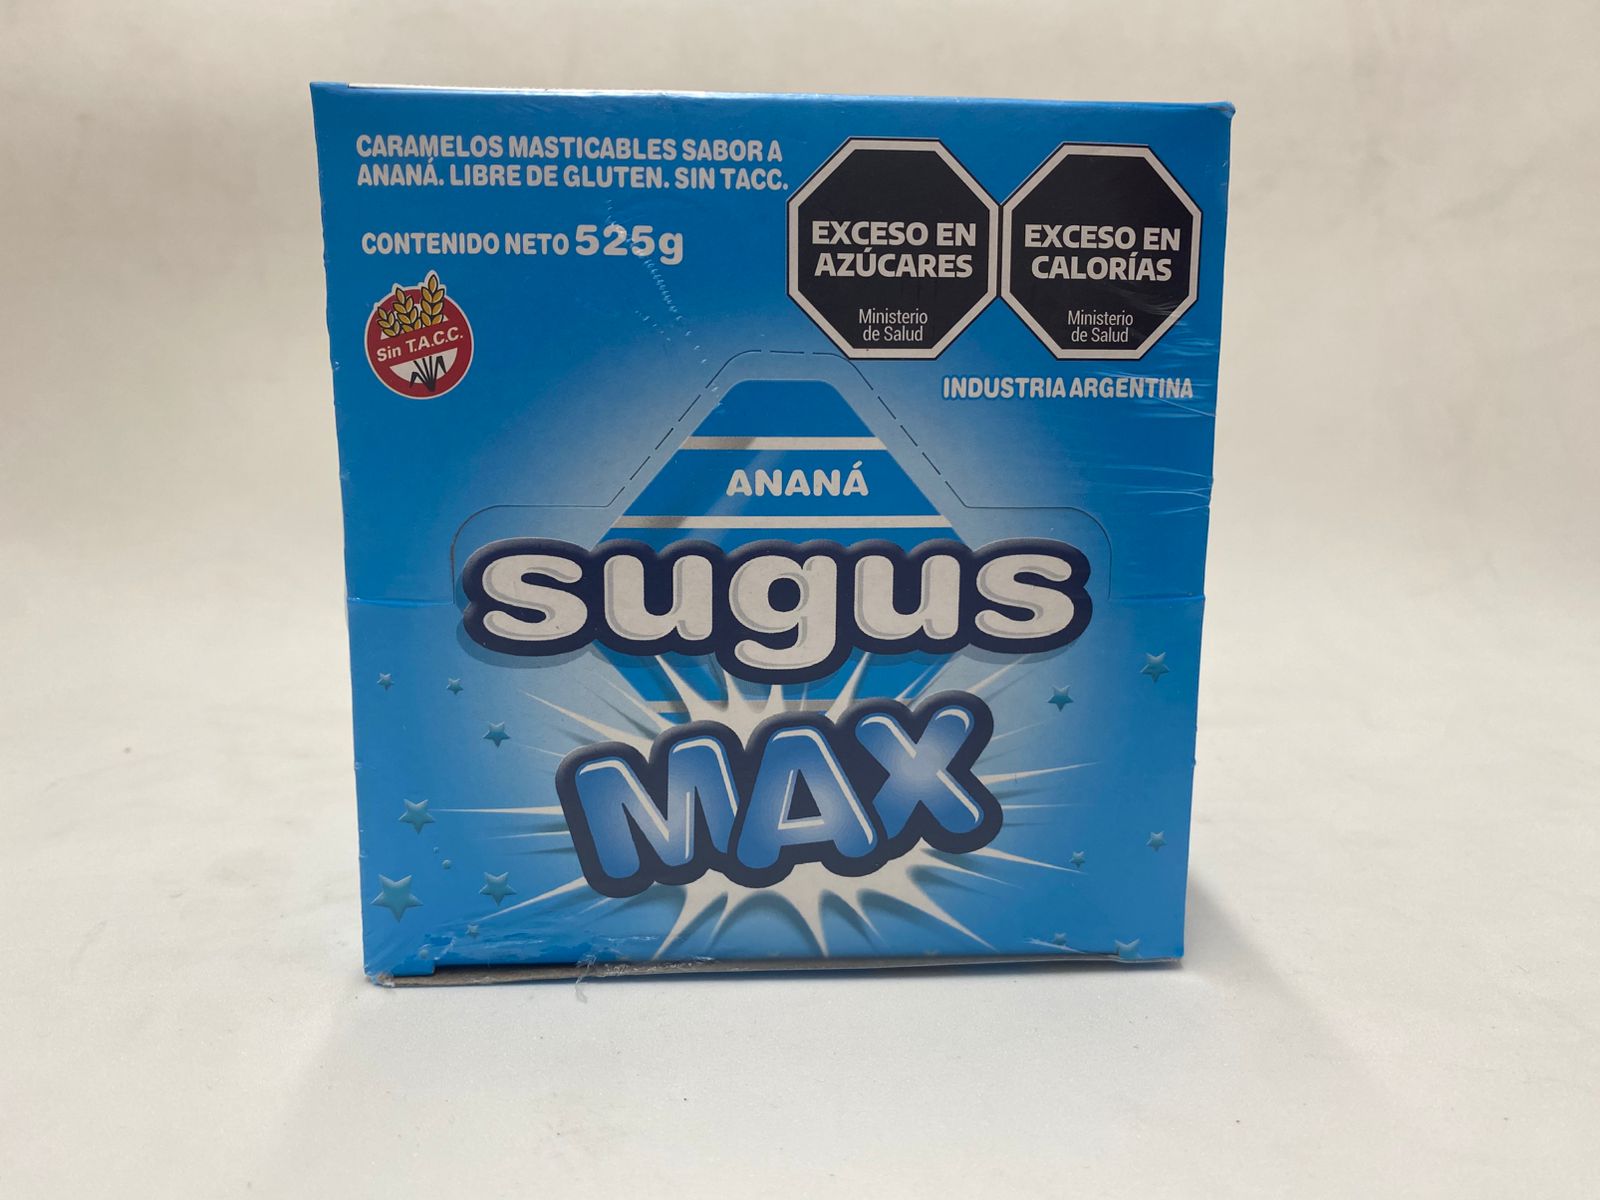 CARAMELOS MASTICABLES SABOR A
ANANÁ. LIBRE DE GLUTEN. SIN TACC.
CONTENIDO NETO 525g
Sin T.A.C.C.
EXCESO EN
AZÚCARES
Ministerio
de Salud
EXCESO EN
CALORÍAS
Ministerio
de Salud
INDUSTRIA ARGENTINA
ANANÁ
sugus
MAX